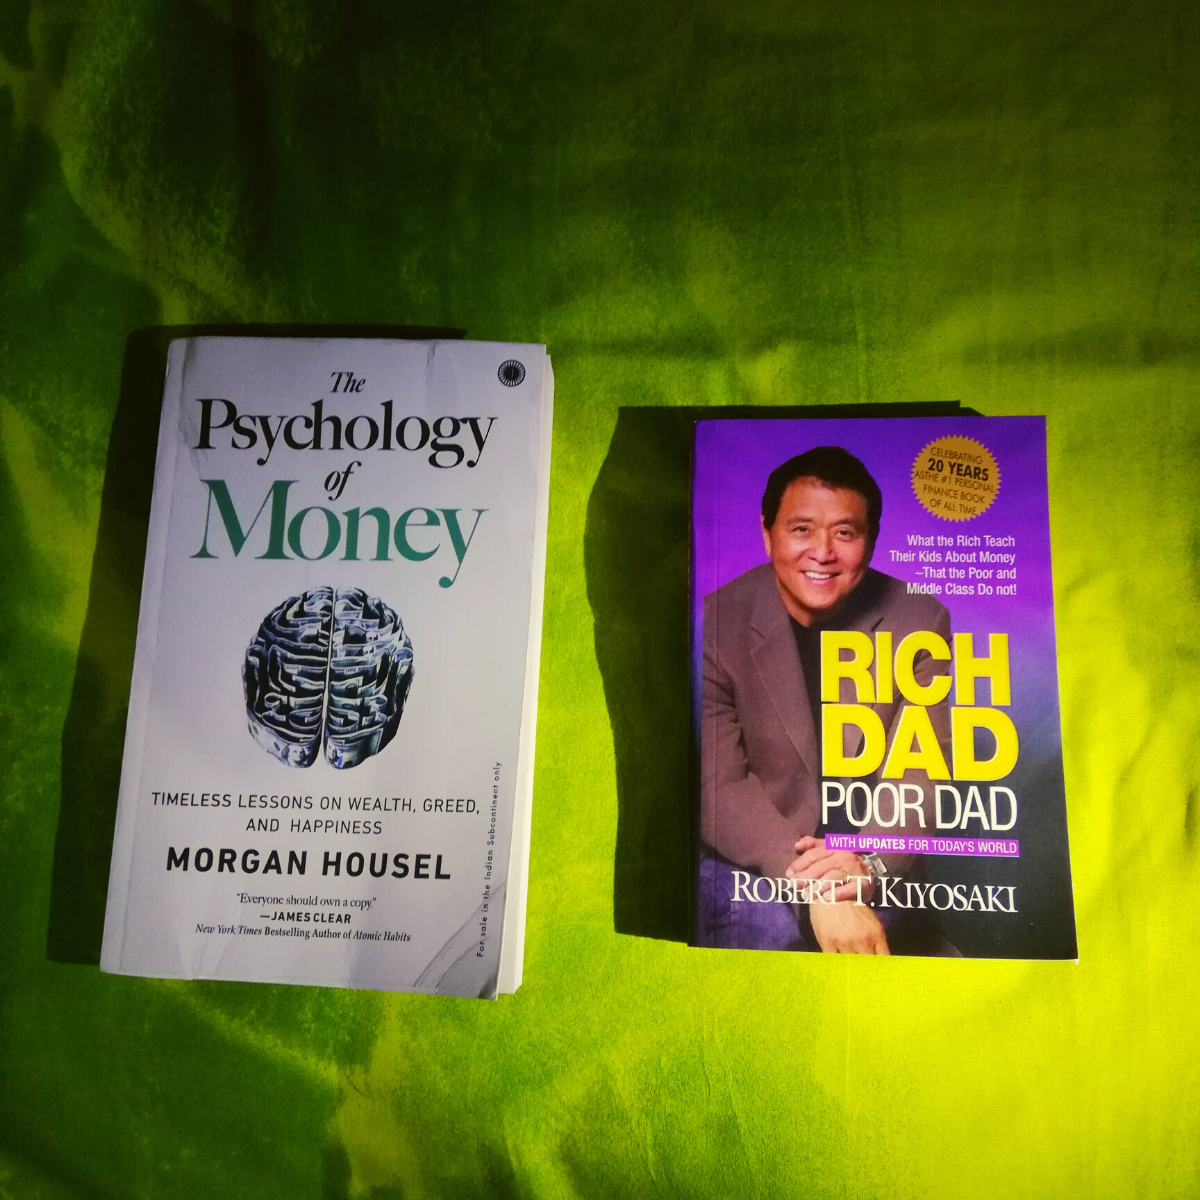 The
Psychology
of
Money
TIMELESS LESSONS ON WEALTH, GREED,
AND HAPPINESS
MORGAN HOUSEL
"Everyone should own a copy."
—JAMES CLEAR
New York Times Bestselling Author of Atomic Habits
For sale in the Indian Subcontinent only
CELEBRATING
20 YEARS
AS THE #1 PERSONAL
FINANCE BOOK
OF ALL TIME
What the Rich Teach
Their Kids About Money
–That the Poor and
Middle Class Do not!
RICH
DAD
POOR DAD
WITH UPDATES FOR TODAY'S WORLD
ROBERT T. KIYOSAKI